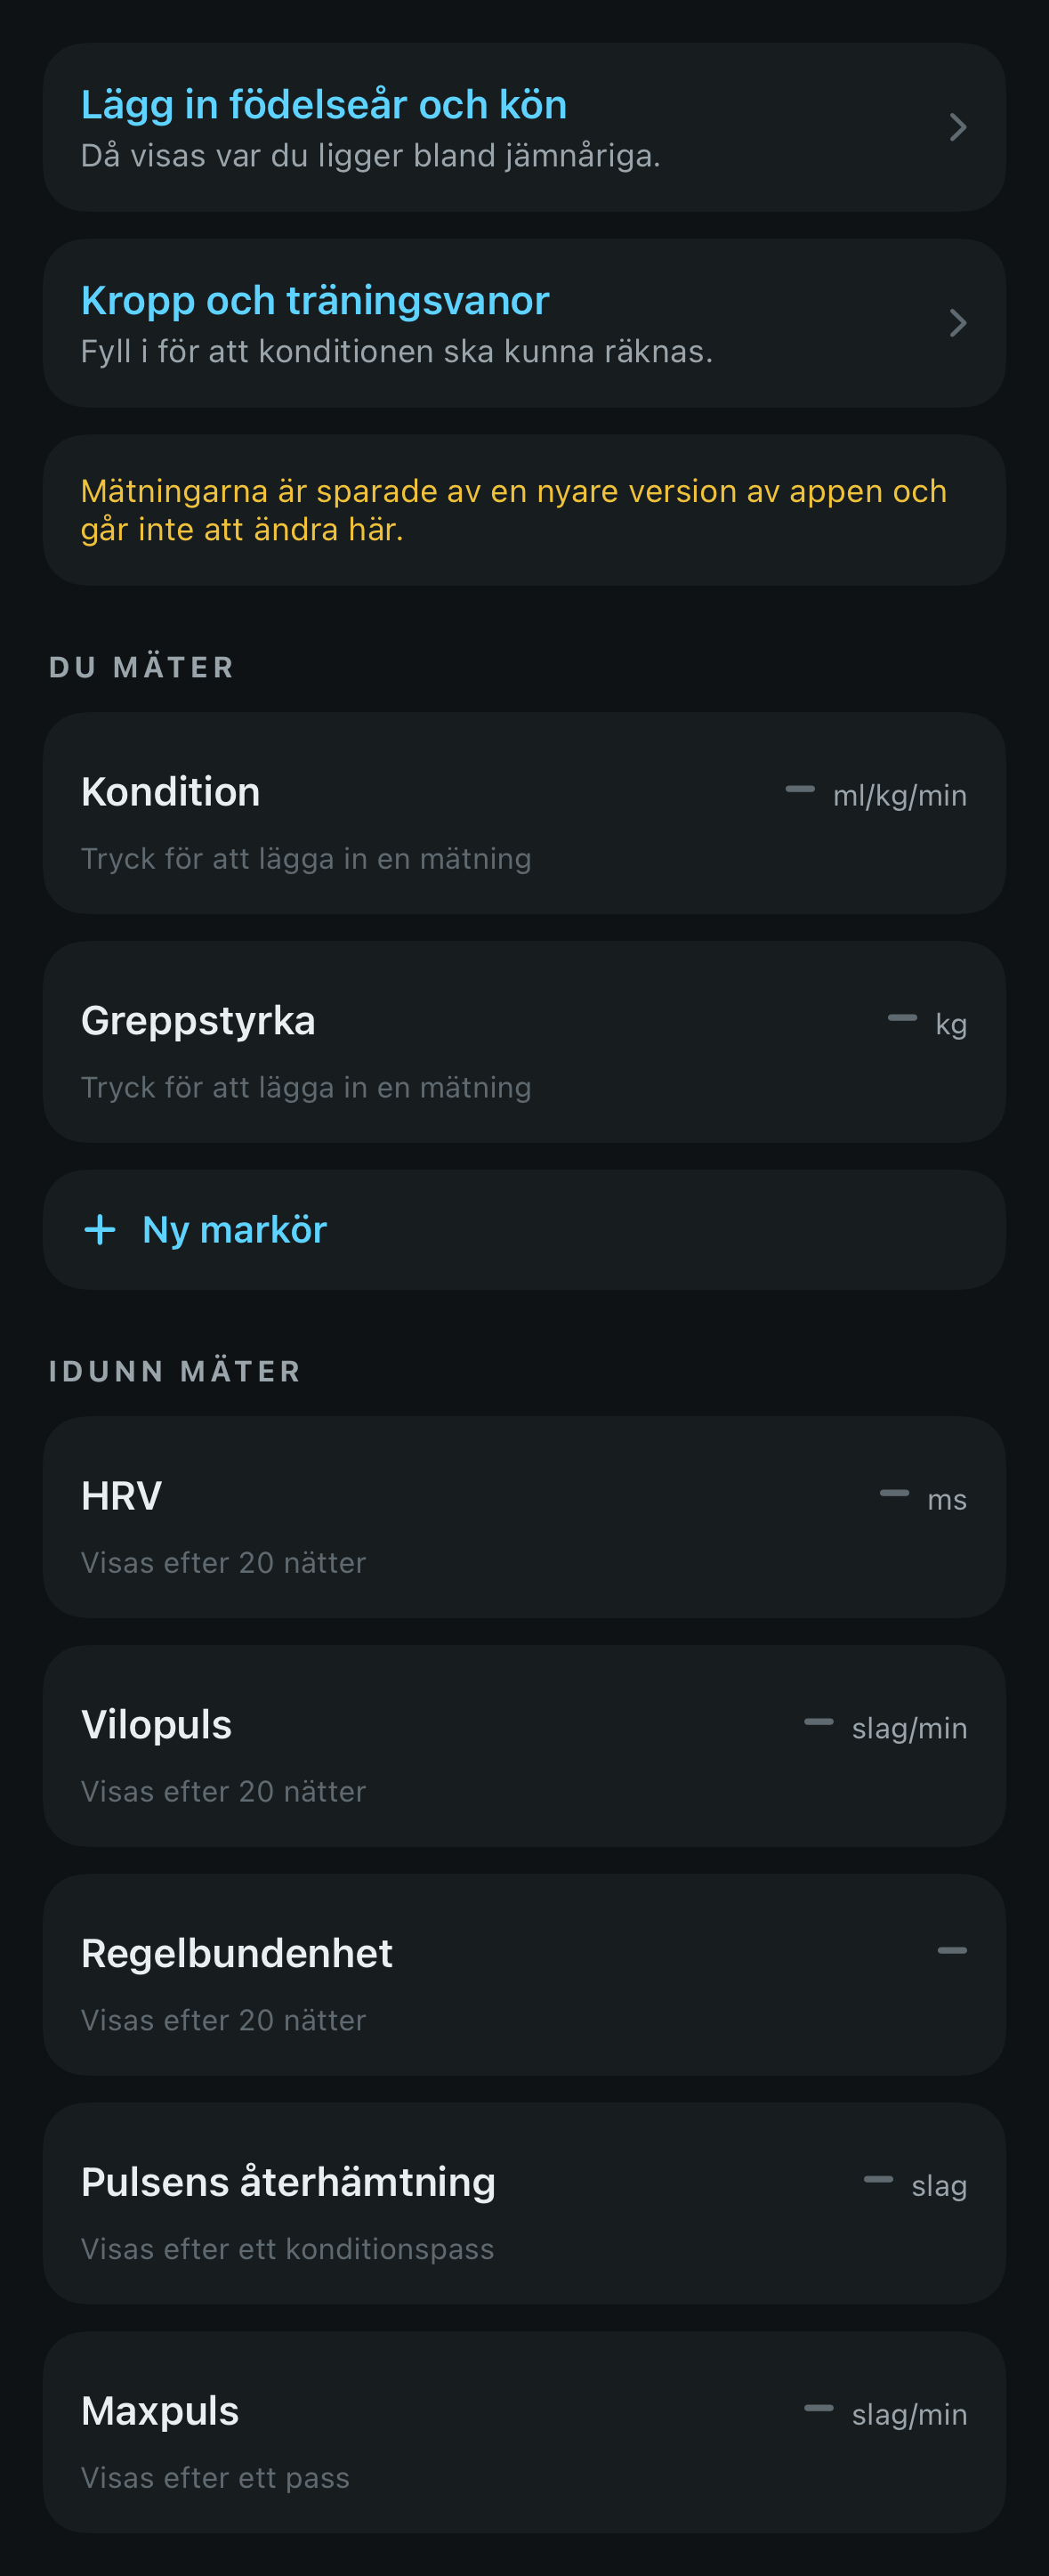 Lägg in födelseår och kön
Då visas var du ligger bland jämnåriga.
Kropp och träningsvanor
Fyll i för att konditionen ska kunna räknas.
Mätningarna är sparade av en nyare version av appen och
går inte att ändra här.
DU MÄTER
Kondition – ml/kg/min
Tryck för att lägga in en mätning
Greppstyrka – kg
Tryck för att lägga in en mätning
+ Ny markör
IDUNN MÄTER
HRV – ms
Visas efter 20 nätter
Vilopuls – slag/min
Visas efter 20 nätter
Regelbundenhet –
Visas efter 20 nätter
Pulsens återhämtning – slag
Visas efter ett konditionspass
Maxpuls – slag/min
Visas efter ett pass